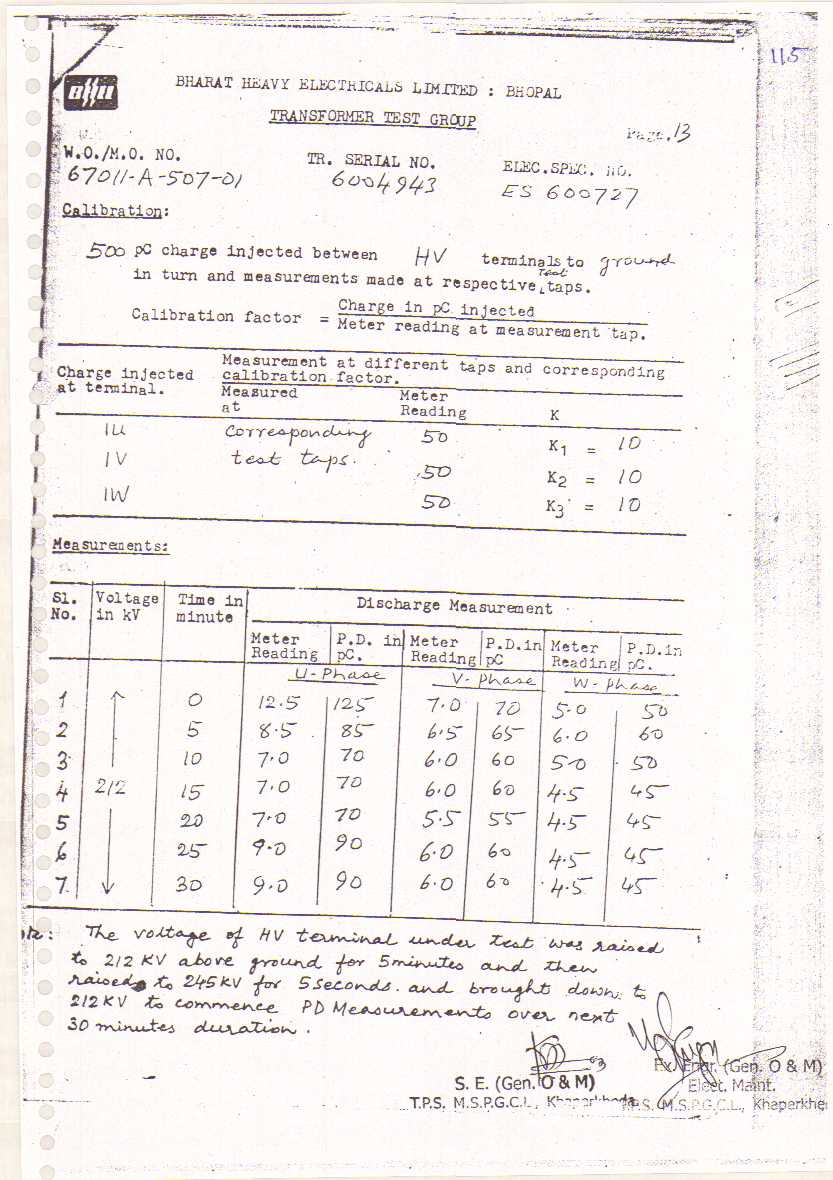 115
BHEL
BHARAT HEAVY ELECTRICALS LIMITED : BHOPAL
TRANSFORMER TEST GROUP
Page.13
W.O./M.O. NO. TR. SERIAL NO. ELEC.SPEC. NO.
67011-A-507-01 6004943 ES 600727
Calibration:
500 pC charge injected between HV terminals to ground
in turn and measurements made at respective Test taps.
Calibration factor = Charge in pC injected
Meter reading at measurement tap.
Charge injected at terminal. Measurement at different taps and corresponding calibration factor.
Measured at Meter Reading K
1U corresponding 50 K1 = 10
1V test taps. 50 K2 = 10
1W 50 K3 = 10
Measurements:
Sl. No. Voltage in kV Time in minute Discharge Measurement
Meter Reading P.D. in pC. Meter Reading P.D.in pC Meter Reading P.D.in pC.
U-Phase V-Phase W-Phase
1 0 12.5 125 7.0 70 5.0 50
2 5 8.5 85 6.5 65 6.0 60
3 10 7.0 70 6.0 60 5.0 50
4 212 15 7.0 70 6.0 60 4.5 45
5 20 7.0 70 5.5 55 4.5 45
6 25 9.0 90 6.0 60 4.5 45
7. 30 9.0 90 6.0 60 4.5 45
The voltage of HV terminal under test was raised
to 212 KV above ground for 5 minutes and then
raised to 245 KV for 5 seconds. and brought down to
212 KV to commence PD Measurements over next
30 minutes duration.
S. E. (Gen. O & M) Ex. Engr. (Gen. O & M)
Elect. Maint.
T.P.S. M.S.P.G.C.L., Khaperkheda T.P.S. M.S.P.G.C.L., Khaperkhe